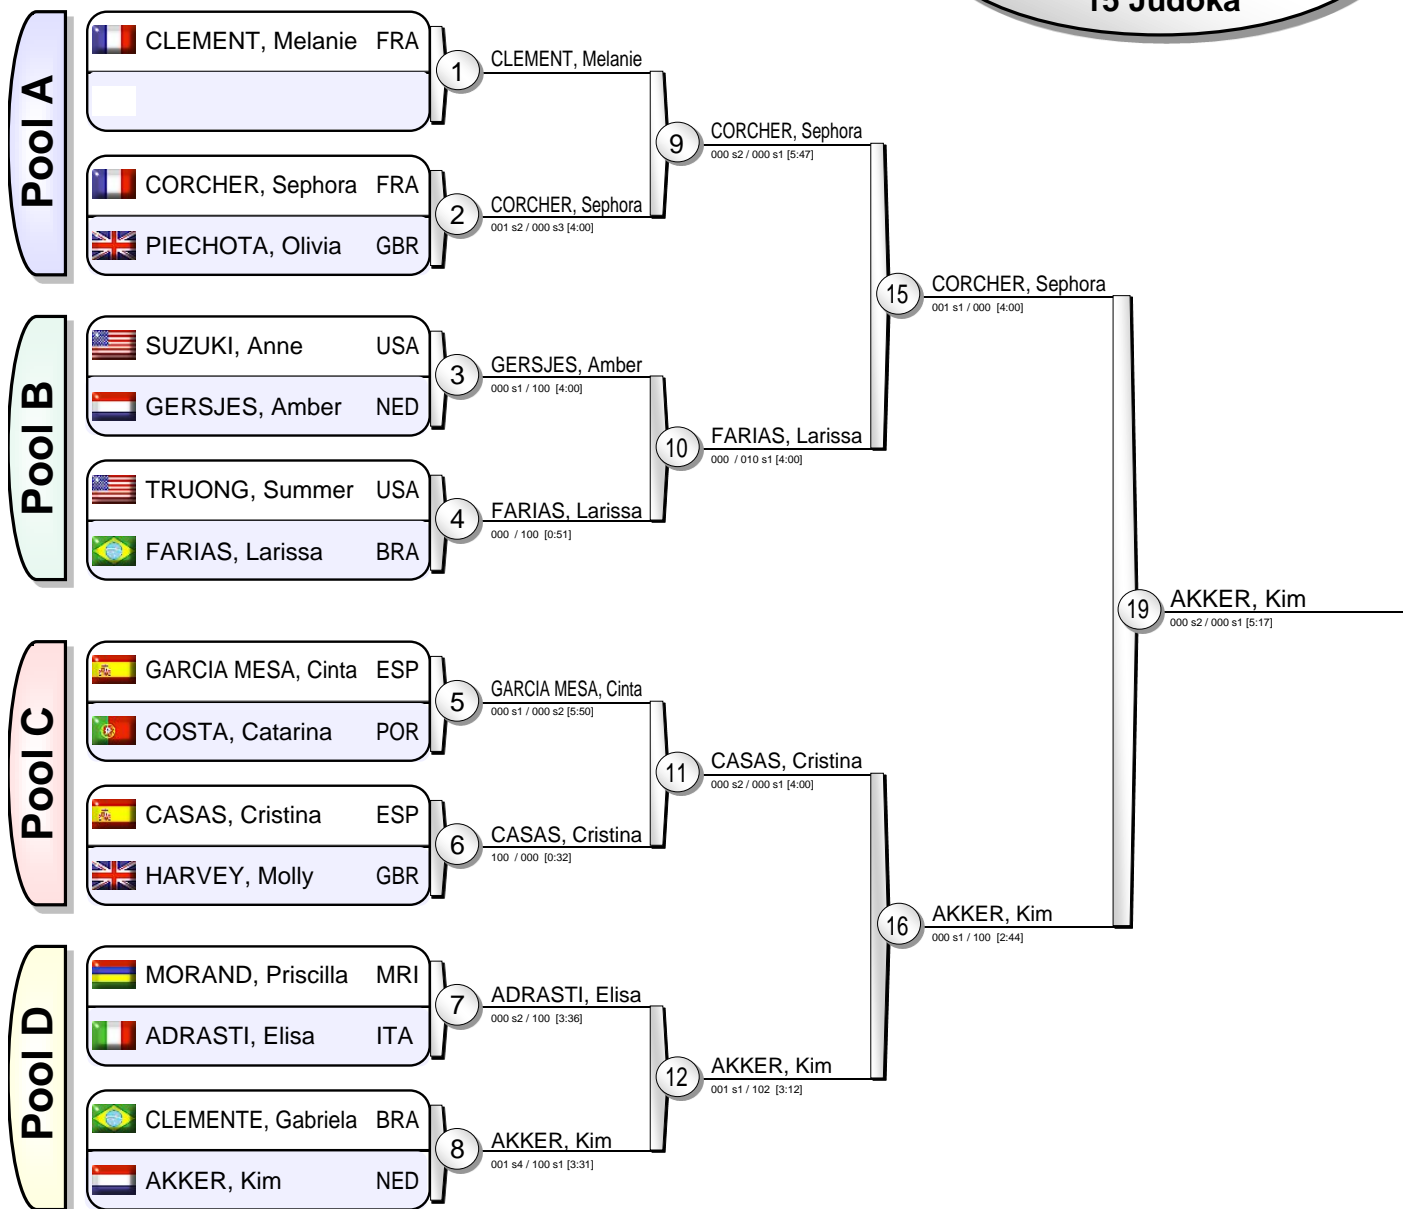 15 Judoka
Pool A
CLEMENT, Melanie FRA
CORCHER, Sephora FRA
PIECHOTA, Olivia GBR
Pool B
SUZUKI, Anne USA
GERSJES, Amber NED
TRUONG, Summer USA
FARIAS, Larissa BRA
Pool C
GARCIA MESA, Cinta ESP
COSTA, Catarina POR
CASAS, Cristina ESP
HARVEY, Molly GBR
Pool D
MORAND, Priscilla MRI
ADRASTI, Elisa ITA
CLEMENTE, Gabriela BRA
AKKER, Kim NED
1
CLEMENT, Melanie
2
CORCHER, Sephora
001 s2 / 000 s3 [4:00]
3
GERSJES, Amber
000 s1 / 100 [4:00]
4
FARIAS, Larissa
000 / 100 [0:51]
5
GARCIA MESA, Cinta
000 s1 / 000 s2 [5:50]
6
CASAS, Cristina
100 / 000 [0:32]
7
ADRASTI, Elisa
000 s2 / 100 [3:36]
8
AKKER, Kim
001 s4 / 100 s1 [3:31]
9
CORCHER, Sephora
000 s2 / 000 s1 [5:47]
10
FARIAS, Larissa
000 / 010 s1 [4:00]
11
CASAS, Cristina
000 s2 / 000 s1 [4:00]
12
AKKER, Kim
001 s1 / 102 [3:12]
15
CORCHER, Sephora
001 s1 / 000 [4:00]
16
AKKER, Kim
000 s1 / 100 [2:44]
19
AKKER, Kim
000 s2 / 000 s1 [5:17]